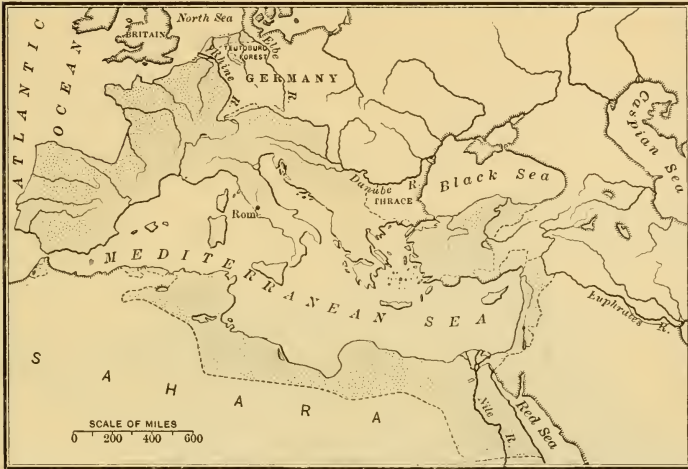 ATLANTIC
OCEAN
North Sea
BRITAIN
TEUTOBURG
FOREST
Elbe
R.
Rhine
R.
GERMANY
Caspian Sea
Black Sea
Danube R.
THRACE
Rome
MEDITERRANEAN SEA
Euphrates R.
SAHARA
Nile
R.
Red Sea
SCALE OF MILES
0 200 400 600